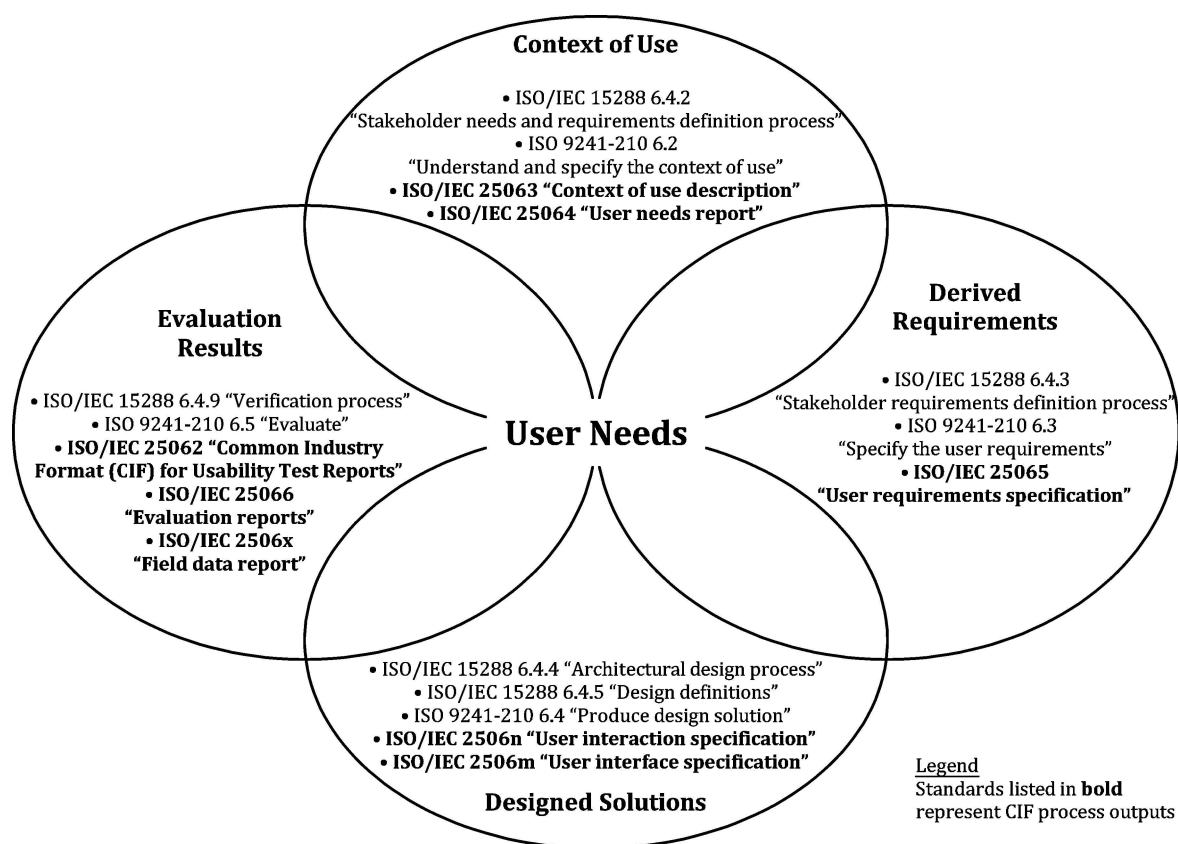 Context of Use
• ISO/IEC 15288 6.4.2
“Stakeholder needs and requirements definition process”
• ISO 9241-210 6.2
“Understand and specify the context of use”
• ISO/IEC 25063 “Context of use description”
• ISO/IEC 25064 “User needs report”
Evaluation
Results
• ISO/IEC 15288 6.4.9 “Verification process”
• ISO 9241-210 6.5 “Evaluate”
• ISO/IEC 25062 “Common Industry
Format (CIF) for Usability Test Reports”
• ISO/IEC 25066
“Evaluation reports”
• ISO/IEC 2506x
“Field data report”
User Needs
Derived
Requirements
• ISO/IEC 15288 6.4.3
“Stakeholder requirements definition process”
• ISO 9241-210 6.3
“Specify the user requirements”
• ISO/IEC 25065
“User requirements specification”
• ISO/IEC 15288 6.4.4 “Architectural design process”
• ISO/IEC 15288 6.4.5 “Design definitions”
• ISO 9241-210 6.4 “Produce design solution”
• ISO/IEC 2506n “User interaction specification”
• ISO/IEC 2506m “User interface specification”
Designed Solutions
Legend
Standards listed in bold
represent CIF process outputs